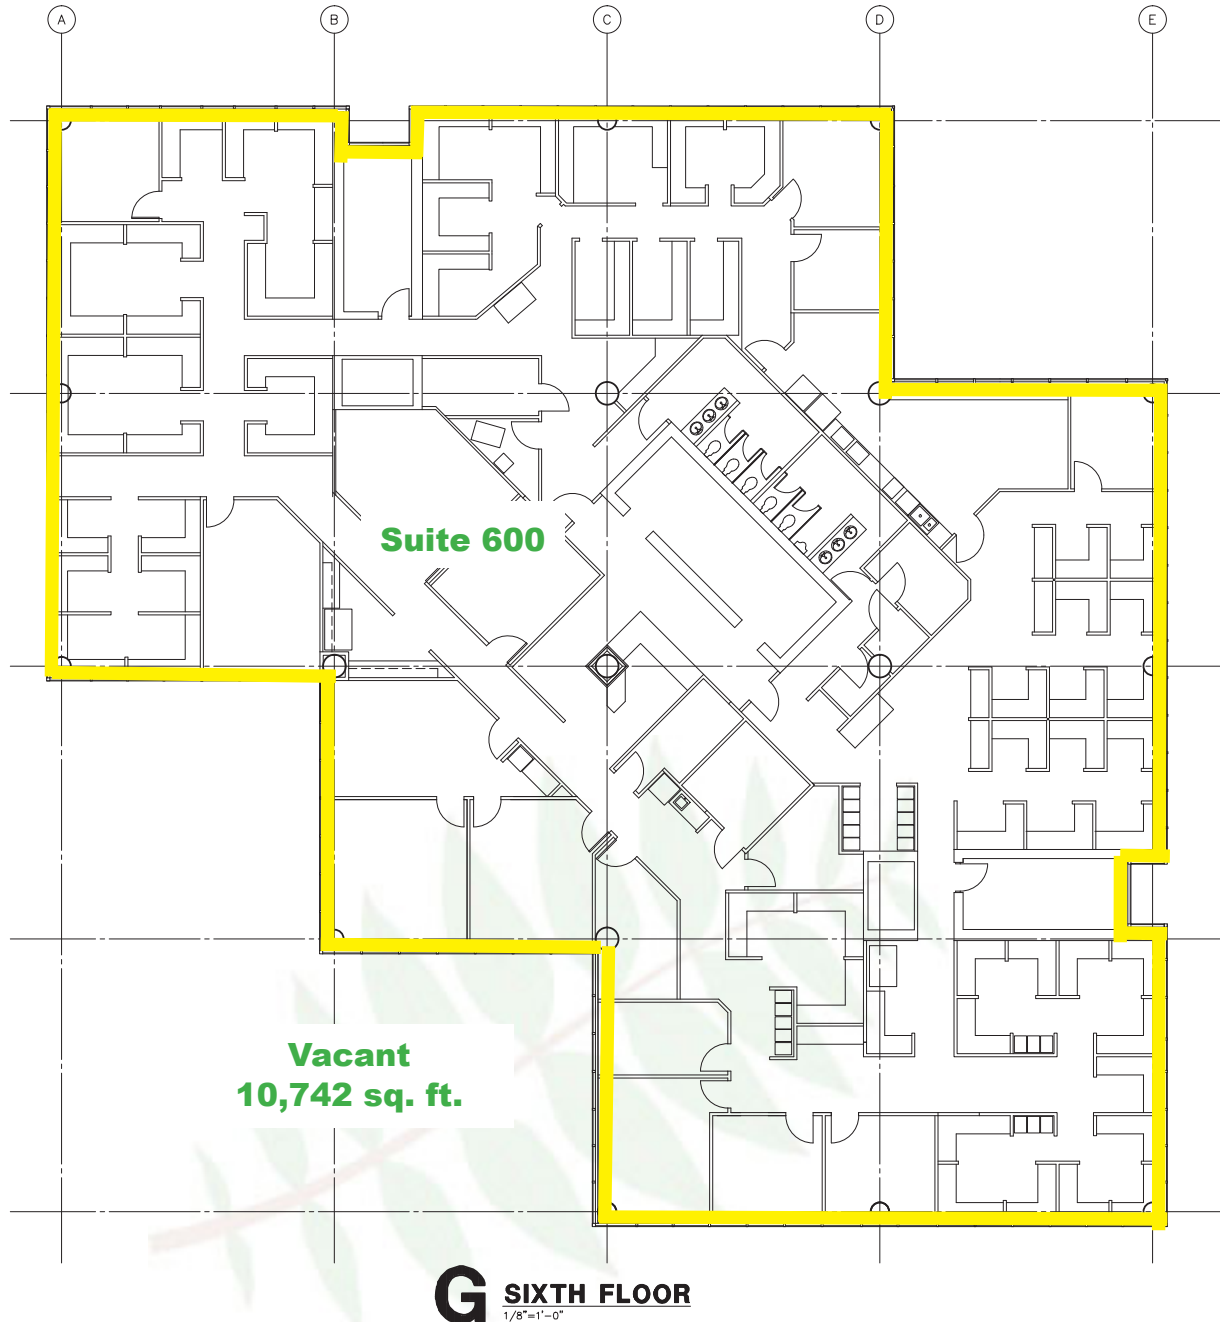 A B C D E
Suite 600
Vacant
10,742 sq. ft.
G SIXTH FLOOR
1/8"=1'-0"